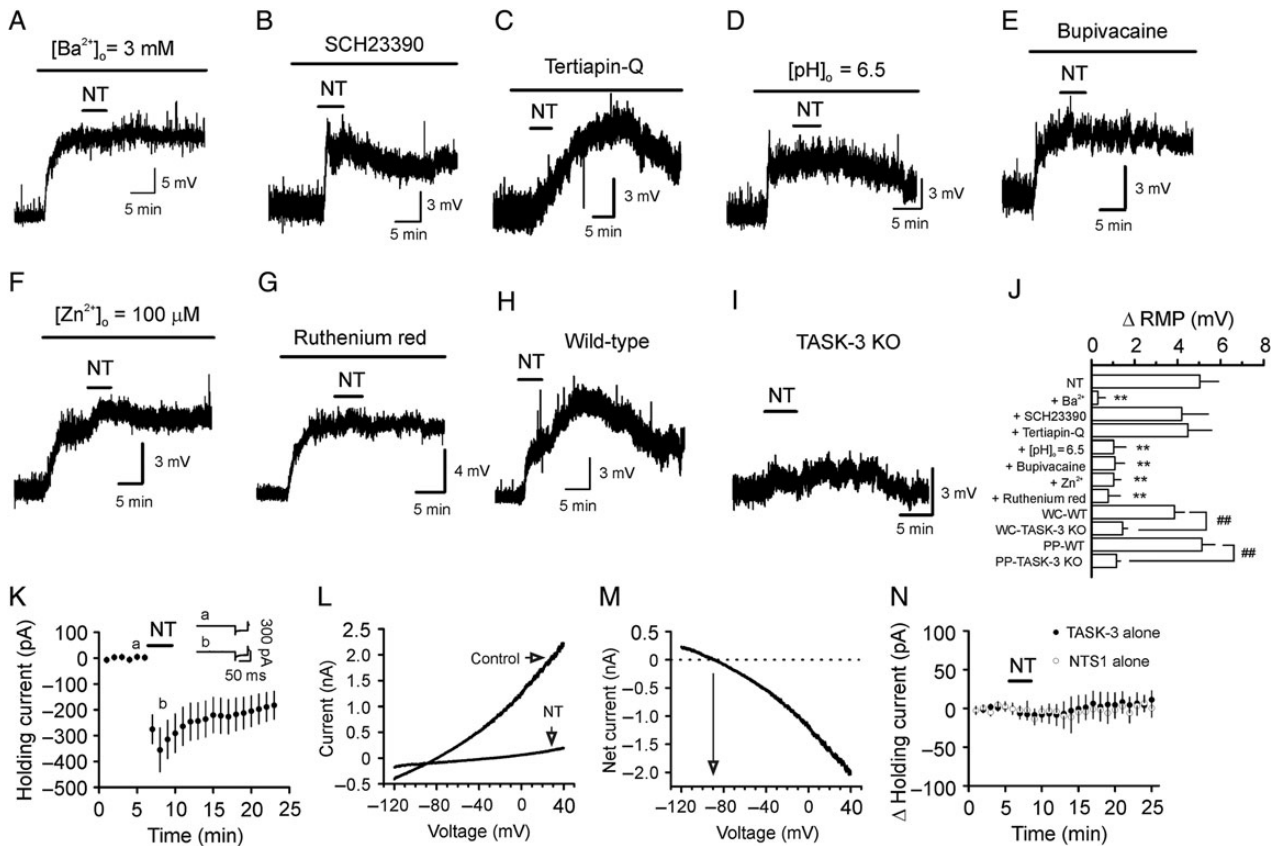 A
[Ba²⁺]ₒ = 3 mM
NT
5 mV
5 min
B
SCH23390
NT
3 mV
5 min
C
Tertiapin-Q
NT
3 mV
5 min
D
[pH]ₒ = 6.5
NT
3 mV
5 min
E
Bupivacaine
NT
3 mV
5 min
F
[Zn²⁺]ₒ = 100 μM
NT
3 mV
5 min
G
Ruthenium red
NT
4 mV
5 min
H
Wild-type
NT
3 mV
5 min
I
TASK-3 KO
NT
3 mV
5 min
J
Δ RMP (mV)
0 2 4 6 8
NT
+ Ba²⁺ **
+ SCH23390
+ Tertiapin-Q
+ [pH]ₒ=6.5 **
+ Bupivacaine **
+ Zn²⁺ **
+ Ruthenium red **
WC-WT
WC-TASK-3 KO ##
PP-WT
PP-TASK-3 KO ##
K
Holding current (pA)
100
0
−100
−200
−300
−400
−500
a
NT
b
a
b
300 pA
50 ms
0 5 10 15 20 25
Time (min)
L
Current (nA)
2.5
2.0
1.5
1.0
0.5
0
−0.5
Control
NT
−120 −80 −40 0 40
Voltage (mV)
M
Net current (nA)
0.5
0
−0.5
−1.0
−1.5
−2.0
−120 −80 −40 0 40
Voltage (mV)
N
Δ Holding current (pA)
100
50
0
−50
−100
TASK-3 alone
NTS1 alone
NT
0 5 10 15 20 25
Time (min)